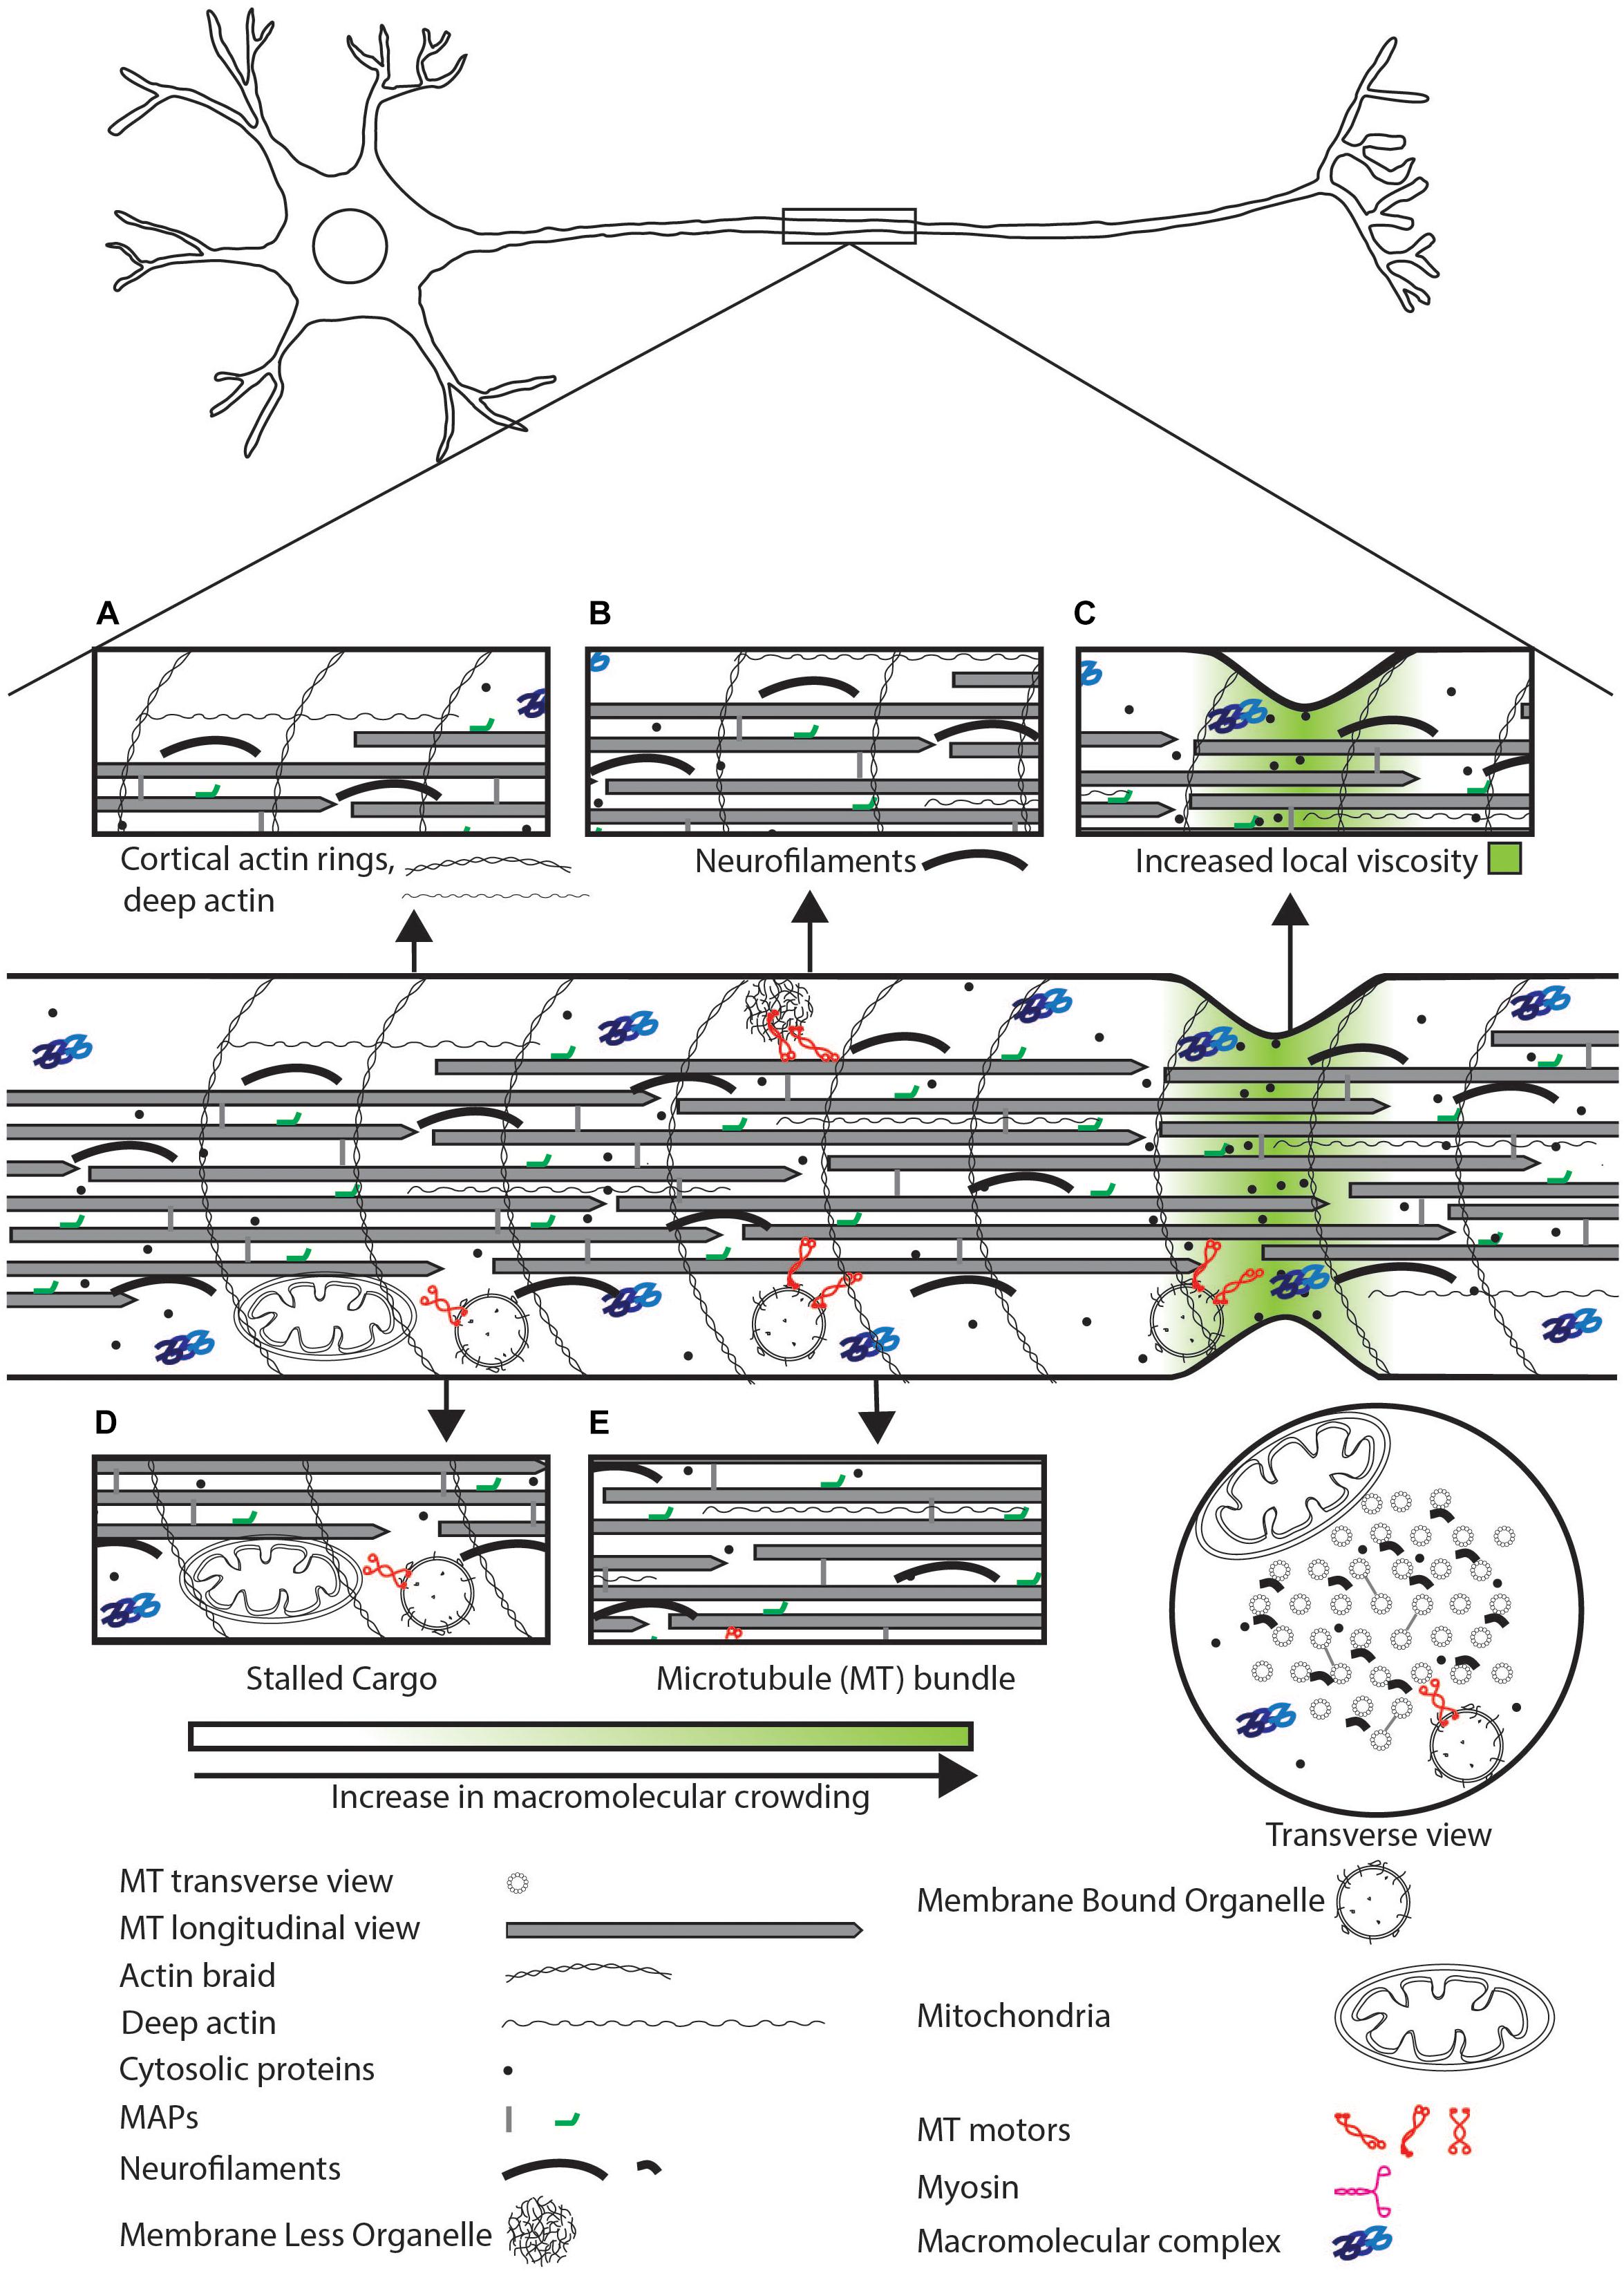 A
B
C
Cortical actin rings,
deep actin
Neurofilaments
Increased local viscosity
D
E
Stalled Cargo
Microtubule (MT) bundle
Increase in macromolecular crowding
Transverse view
MT transverse view
MT longitudinal view
Actin braid
Deep actin
Cytosolic proteins
MAPs
Neurofilaments
Membrane Less Organelle
Membrane Bound Organelle
Mitochondria
MT motors
Myosin
Macromolecular complex